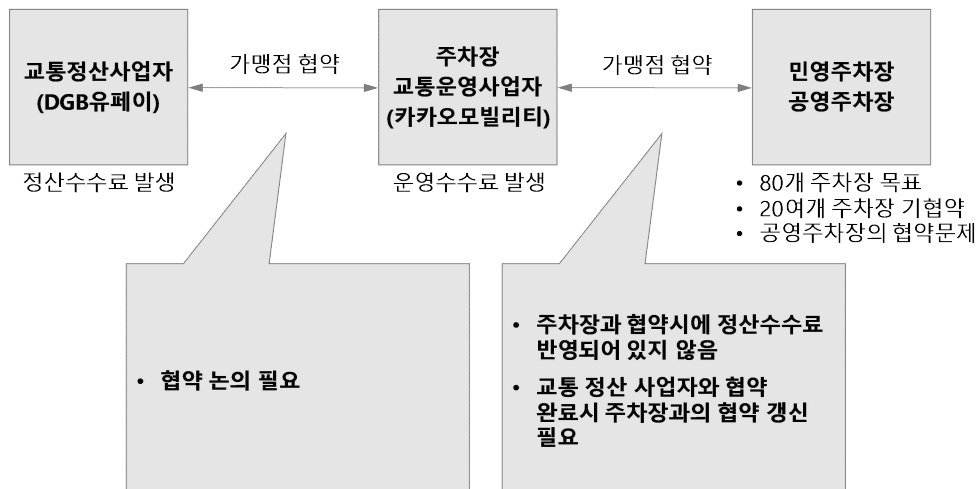 교통정산사업자
(DGB유페이)
가맹점 협약
주차장
교통운영사업자
(카카오모빌리티)
가맹점 협약
민영주차장
공영주차장
정산수수료 발생
운영수수료 발생
• 80개 주차장 목표
• 20여개 주차장 기협약
• 공영주차장의 협약문제
• 협약 논의 필요
• 주차장과 협약시에 정산수수료
반영되어 있지 않음
• 교통 정산 사업자와 협약
완료시 주차장과의 협약 갱신
필요